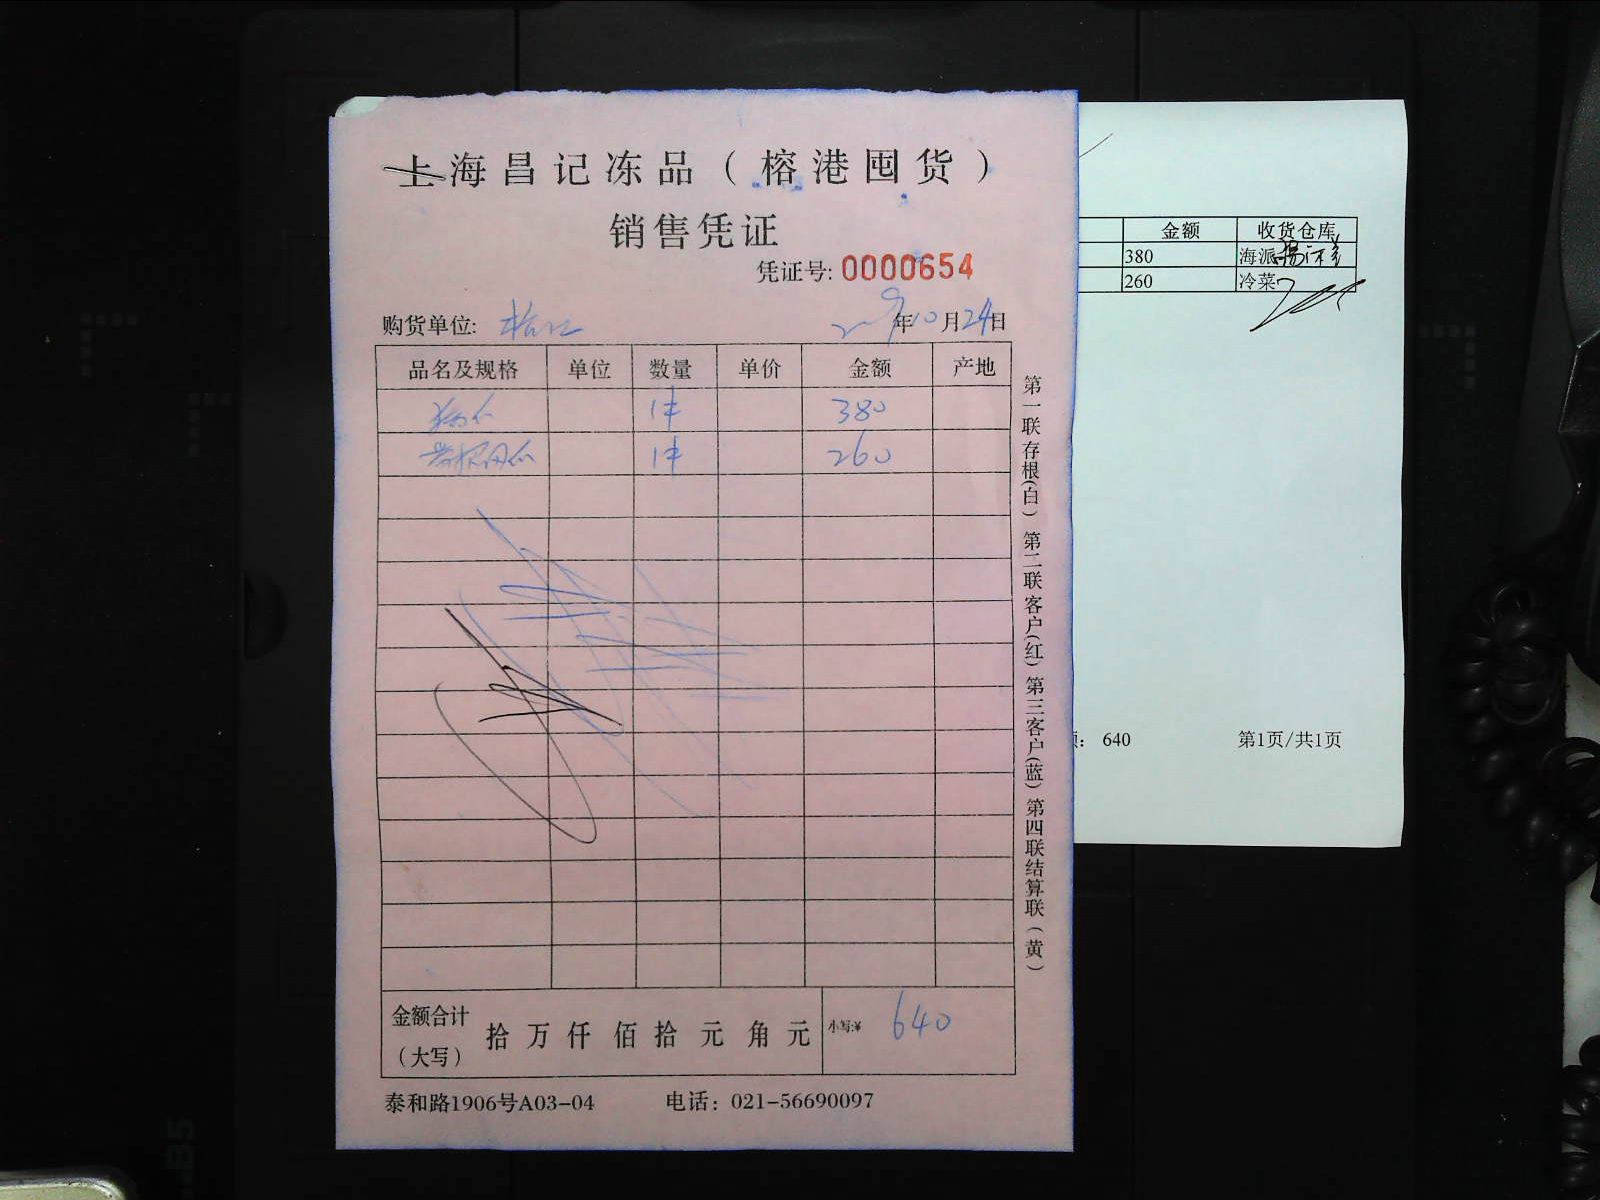 上海昌记冻品（榕港囤货）
销售凭证
凭证号: 0000654
购货单位: 年10月24日
品名及规格 单位 数量 单价 金额 产地
1件 380
1件 260
金额合计（大写） 拾 万 仟 佰 拾 元 角 元 小写:¥ 640
泰和路1906号A03-04 电话：021-56690097
第一联存根(白) 第二联客户(红) 第三客户(蓝) 第四联结算联(黄)
金额 收货仓库
380 海派
260 冷菜
: 640 第1页/共1页
B5